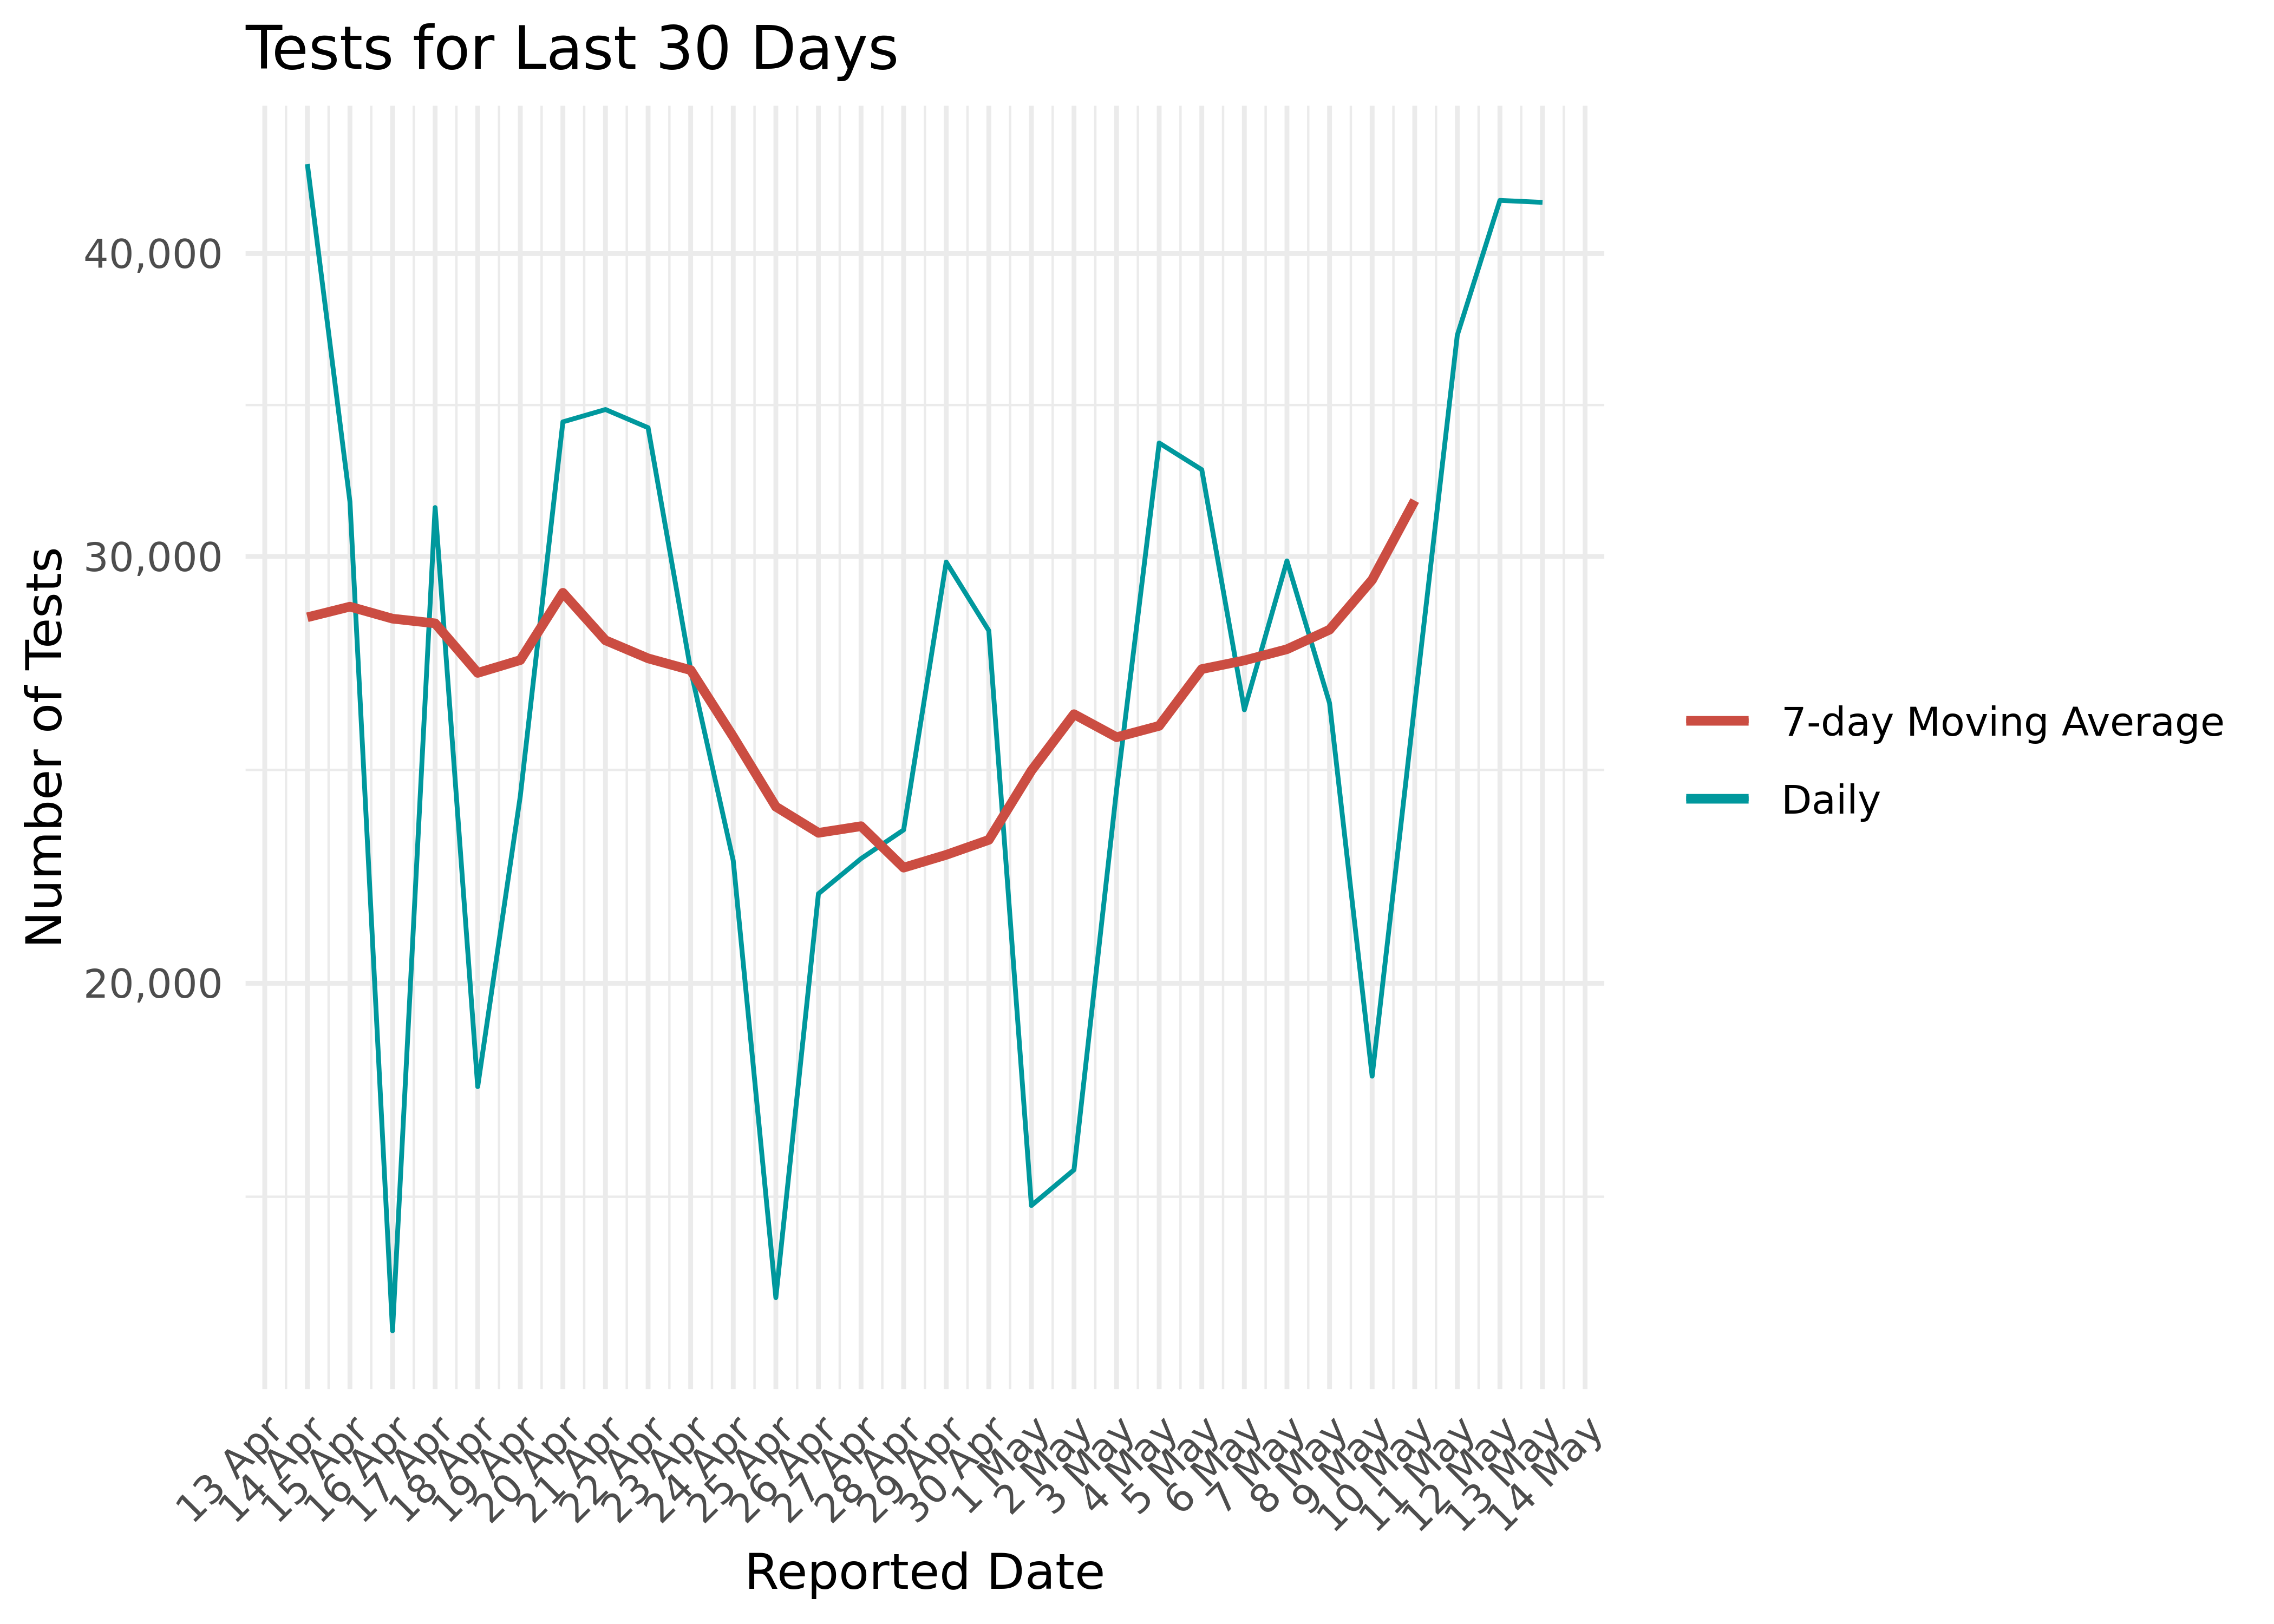 Tests for Last 30 Days
Number of Tests
40,000
30,000
20,000
13 Apr
14 Apr
15 Apr
16 Apr
17 Apr
18 Apr
19 Apr
20 Apr
21 Apr
22 Apr
23 Apr
24 Apr
25 Apr
26 Apr
27 Apr
28 Apr
29 Apr
30 Apr
1 May
2 May
3 May
4 May
5 May
6 May
7 May
8 May
9 May
10 May
11 May
12 May
13 May
14 May
Reported Date
7-day Moving Average
Daily